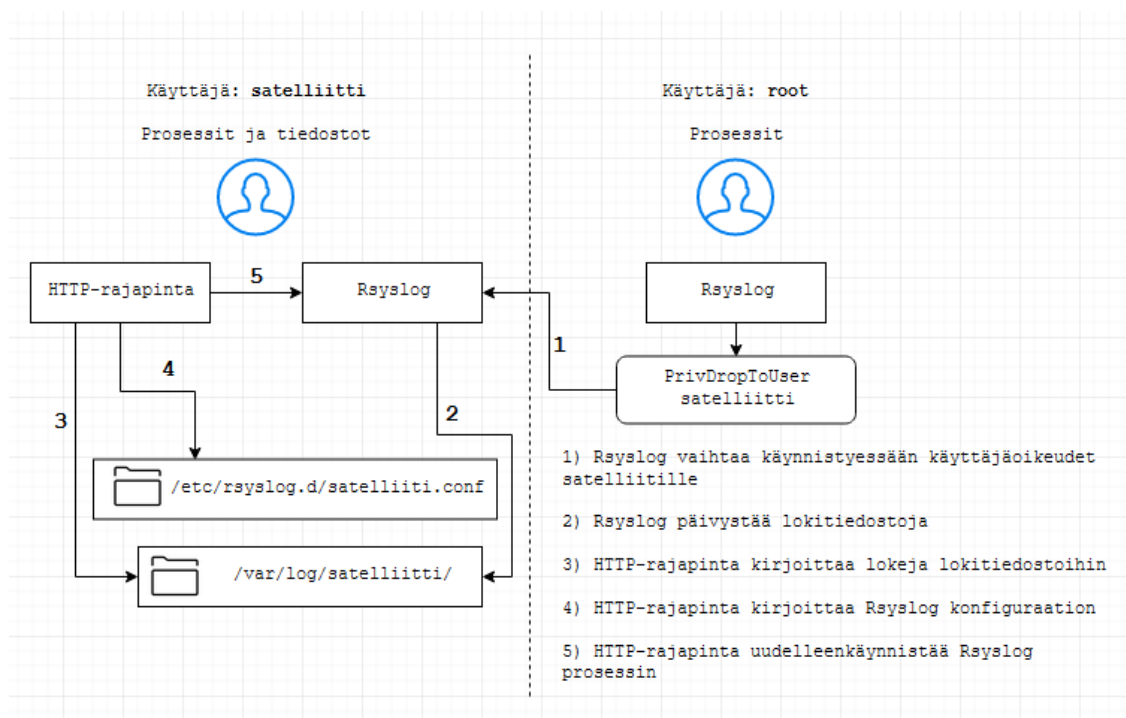 Käyttäjä: satelliitti
Prosessit ja tiedostot
HTTP-rajapinta
5
Rsyslog
4
3
2
/etc/rsyslog.d/satelliiti.conf
/var/log/satelliitti/
Käyttäjä: root
Prosessit
Rsyslog
1
PrivDropToUser
satelliitti
1) Rsyslog vaihtaa käynnistyessään käyttäjäoikeudet
satelliitille
2) Rsyslog päivystää lokitiedostoja
3) HTTP-rajapinta kirjoittaa lokeja lokitiedostoihin
4) HTTP-rajapinta kirjoittaa Rsyslog konfiguraation
5) HTTP-rajapinta uudelleenkäynnistää Rsyslog
prosessin